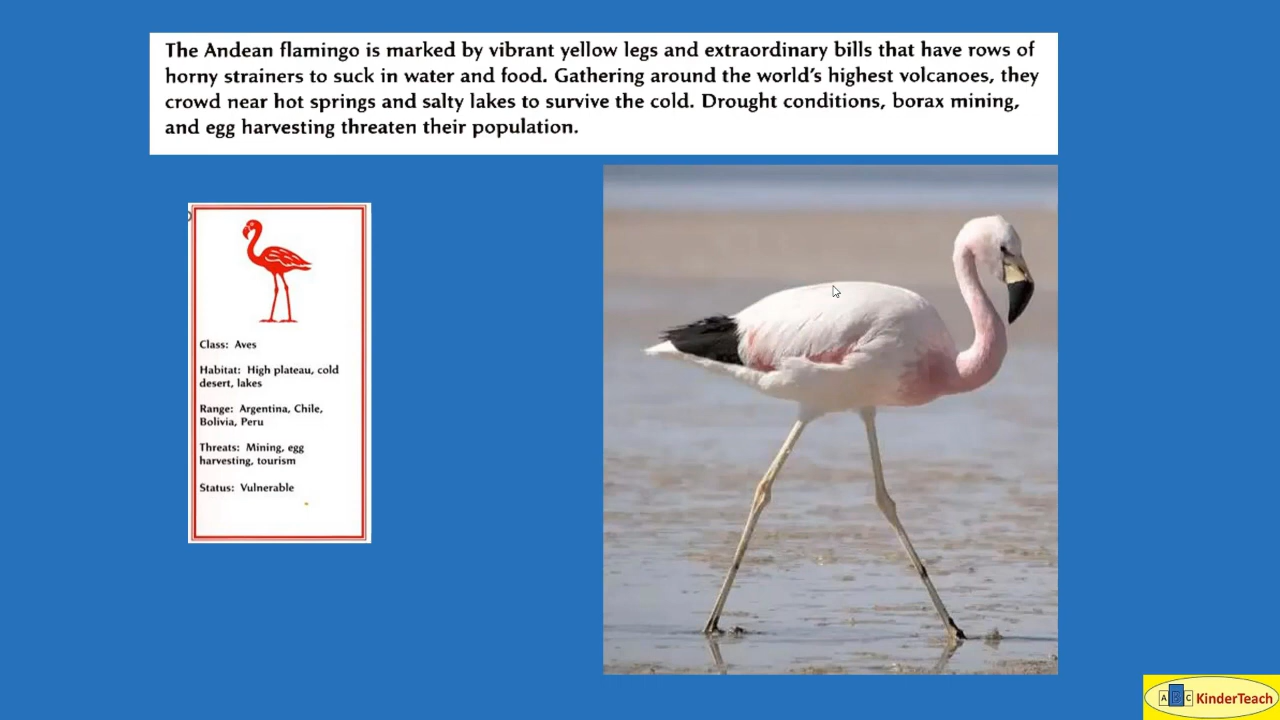 The Andean flamingo is marked by vibrant yellow legs and extraordinary bills that have rows of
horny strainers to suck in water and food. Gathering around the world's highest volcanoes, they
crowd near hot springs and salty lakes to survive the cold. Drought conditions, borax mining,
and egg harvesting threaten their population.
Class: Aves
Habitat: High plateau, cold
desert, lakes
Range: Argentina, Chile,
Bolivia, Peru
Threats: Mining, egg
harvesting, tourism
Status: Vulnerable
A B C KinderTeach